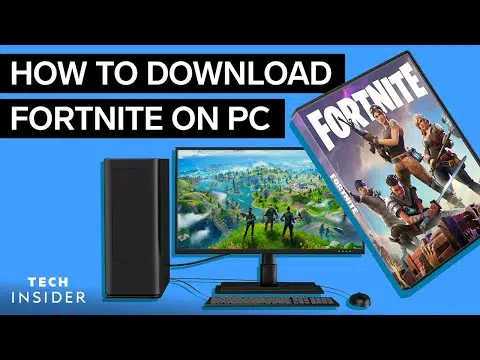 HOW TO DOWNLOAD
FORTNITE ON PC
FORTNITE
FORTNITE
TECH
INSIDER